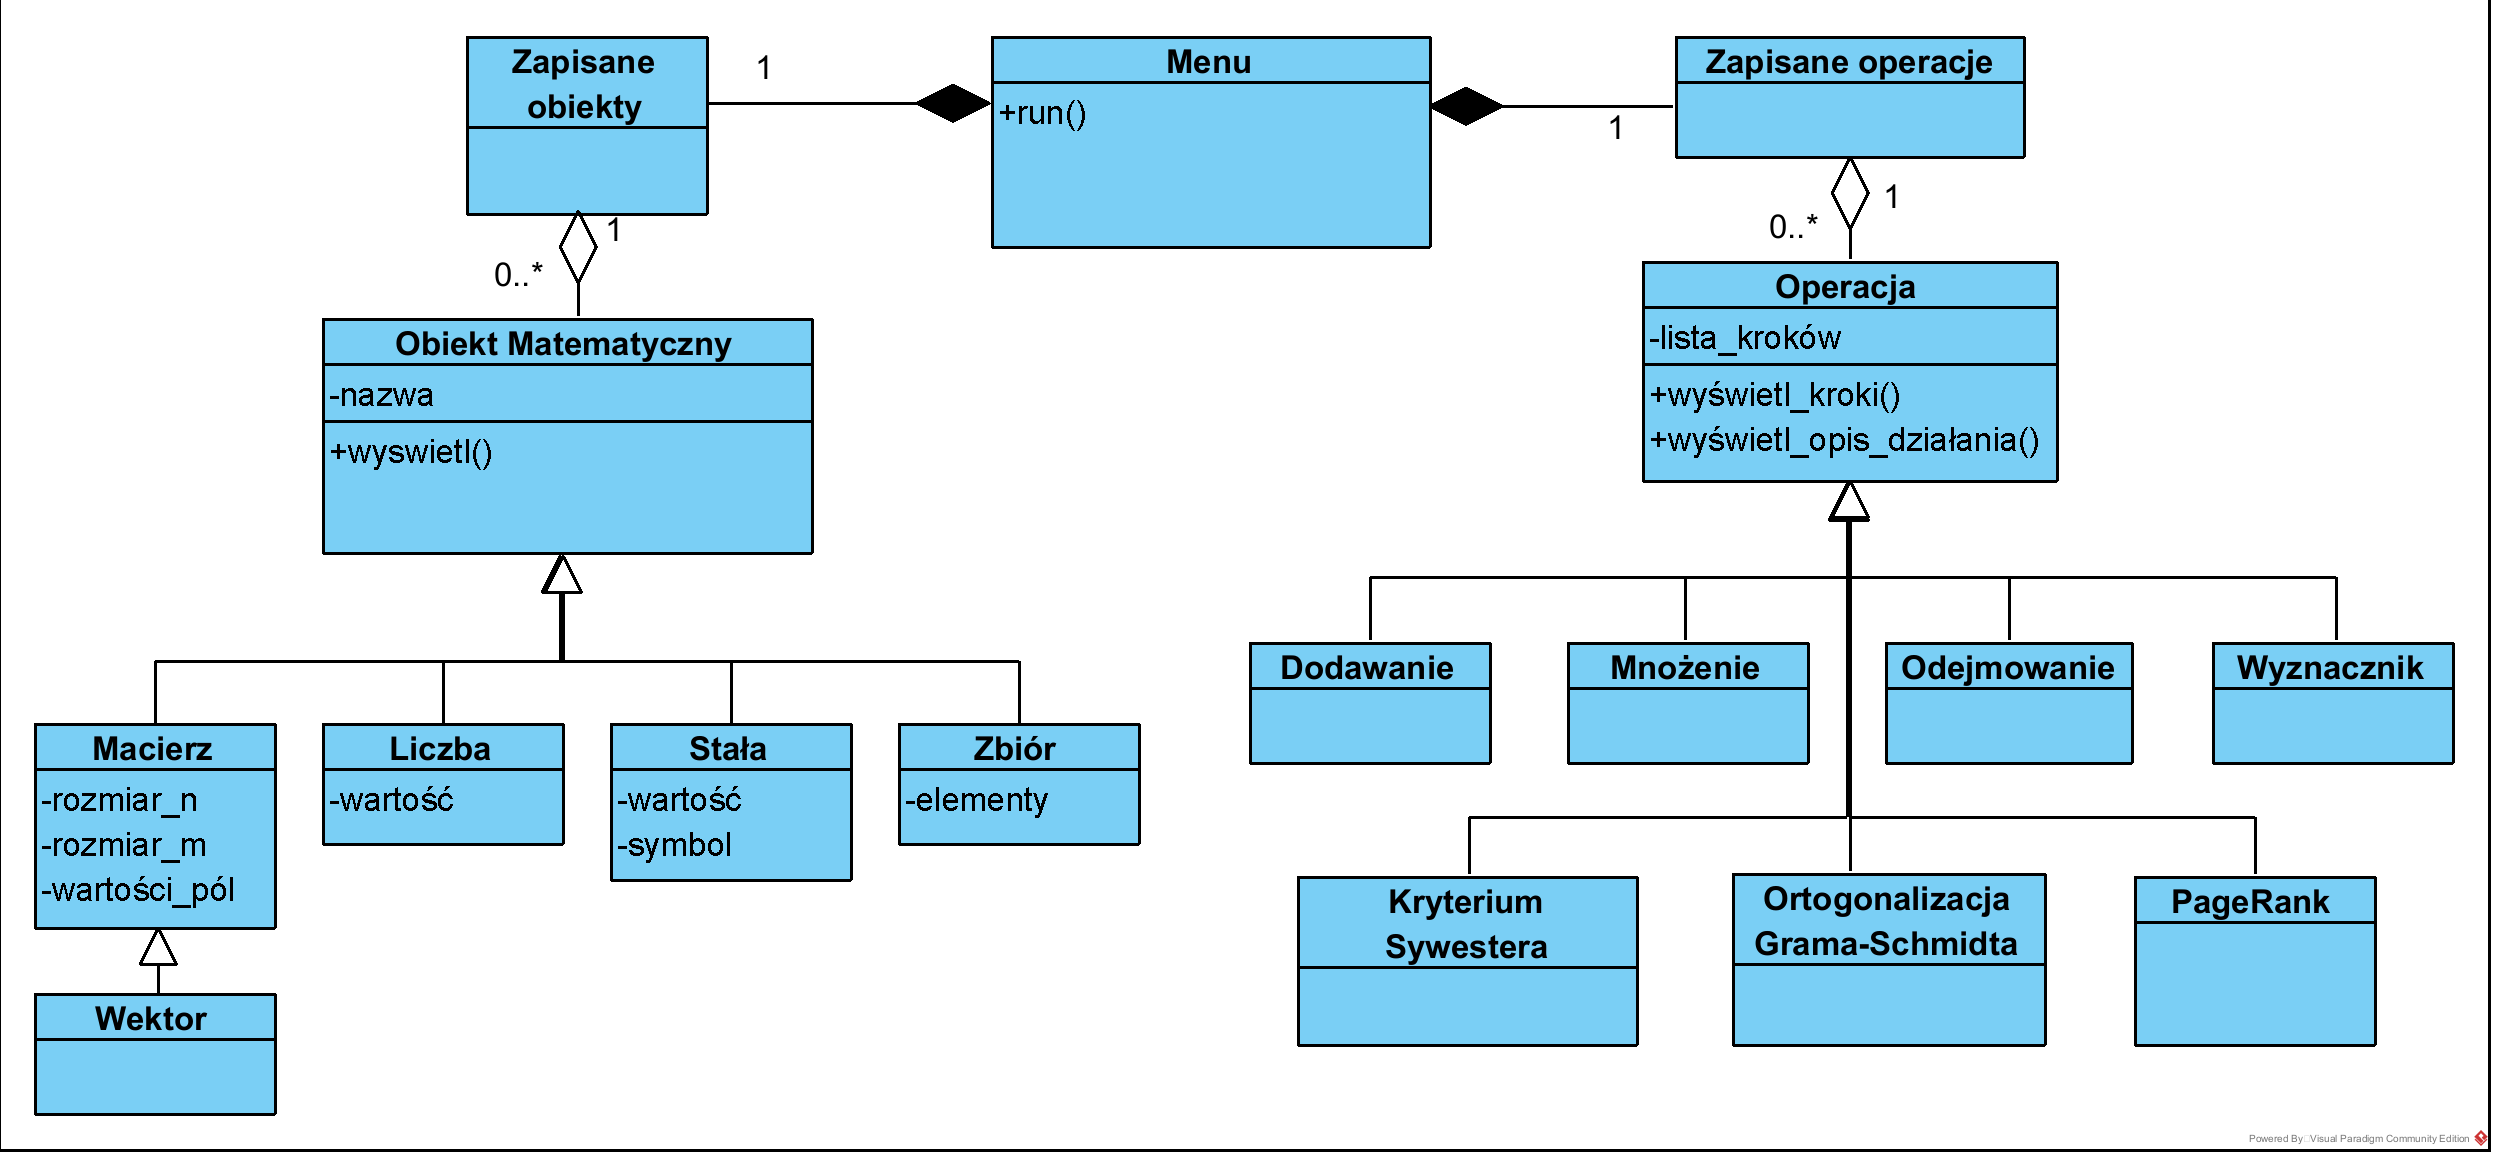 Zapisane
obiekty
1
Menu
+run()
Zapisane operacje
1
1
0..*
1
0..*
Obiekt Matematyczny
-nazwa
+wyswietl()
Operacja
-lista_kroków
+wyświetl_kroki()
+wyświetl_opis_działania()
Dodawanie
Mnożenie
Odejmowanie
Wyznacznik
Macierz
-rozmiar_n
-rozmiar_m
-wartości_pól
Liczba
-wartość
Stała
-wartość
-symbol
Zbiór
-elementy
Kryterium
Sywestera
Ortogonalizacja
Grama-Schmidta
PageRank
Wektor
Powered By Visual Paradigm Community Edition